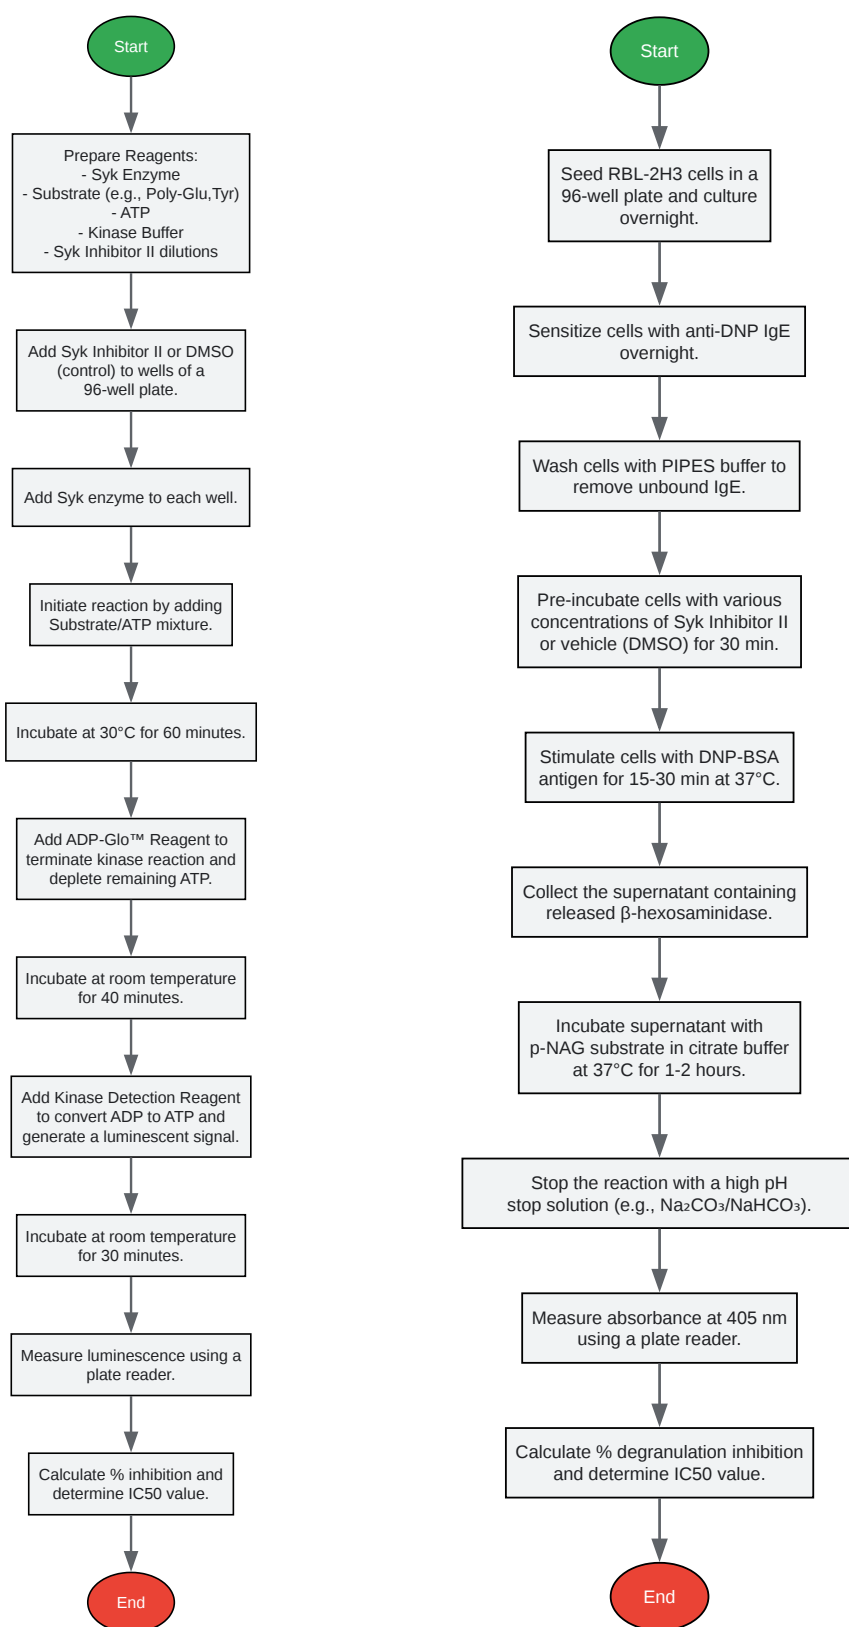 Start
Prepare Reagents:
- Syk Enzyme
- Substrate (e.g., Poly-Glu,Tyr)
- ATP
- Kinase Buffer
- Syk Inhibitor II dilutions
Add Syk Inhibitor II or DMSO
(control) to wells of a
96-well plate.
Add Syk enzyme to each well.
Initiate reaction by adding
Substrate/ATP mixture.
Incubate at 30°C for 60 minutes.
Add ADP-Glo™ Reagent to
terminate kinase reaction and
deplete remaining ATP.
Incubate at room temperature
for 40 minutes.
Add Kinase Detection Reagent
to convert ADP to ATP and
generate a luminescent signal.
Incubate at room temperature
for 30 minutes.
Measure luminescence using a
plate reader.
Calculate % inhibition and
determine IC50 value.
End
Start
Seed RBL-2H3 cells in a
96-well plate and culture
overnight.
Sensitize cells with anti-DNP IgE
overnight.
Wash cells with PIPES buffer to
remove unbound IgE.
Pre-incubate cells with various
concentrations of Syk Inhibitor II
or vehicle (DMSO) for 30 min.
Stimulate cells with DNP-BSA
antigen for 15-30 min at 37°C.
Collect the supernatant containing
released β-hexosaminidase.
Incubate supernatant with
p-NAG substrate in citrate buffer
at 37°C for 1-2 hours.
Stop the reaction with a high pH
stop solution (e.g., Na₂CO₃/NaHCO₃).
Measure absorbance at 405 nm
using a plate reader.
Calculate % degranulation inhibition
and determine IC50 value.
End